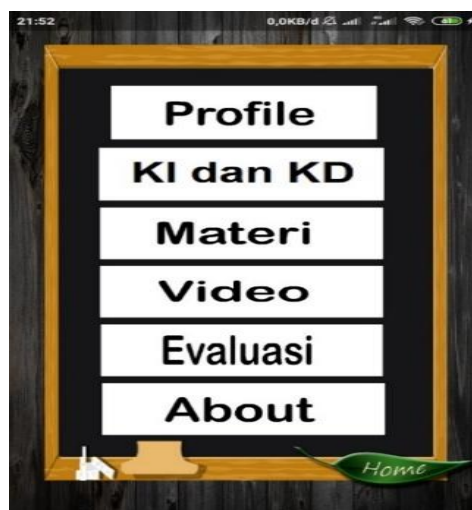 21:52 0,0KB/d
Profile
KI dan KD
Materi
Video
Evaluasi
About
Home